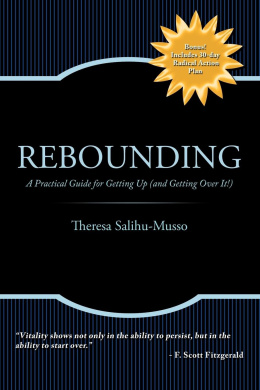 Bonus!
Includes 30-day
Radical Action
Plan
REBOUNDING
A Practical Guide for Getting Up (and Getting Over It!)
Theresa Salihu-Musso
“Vitality shows not only in the ability to persist, but in the
ability to start over.”
- F. Scott Fitzgerald